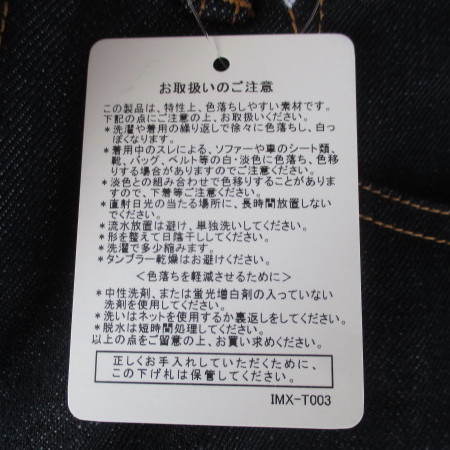 お取扱いのご注意
この製品は、特性上、色落ちしやすい素材です。
下記の点にご注意の上、お取扱いください。
＊洗濯や着用の繰り返しで徐々に色落ちし、白っ
ぽくなります。
＊着用中のスレによる、ソファーや車のシート類、
靴、バッグ、ベルト等の白・淡色に色落ち、色移
りする場合がありますのでご注意ください。
＊淡色との組み合わせで色移りすることがありま
すので、下着等ご注意ください。
＊直射日光の当たる場所に、長時間放置しない
でください。
＊流水放置は避け、単独洗いしてください。
＊形を整えて日陰干ししてください。
＊洗濯で多少縮みます。
＊タンブラー乾燥はお避けください。
＜色落ちを軽減させるために＞
＊中性洗剤、または蛍光増白剤の入っていない
洗剤を使用してください。
＊洗いはネットを使用するか裏返しをしてください。
＊脱水は短時間処理してください。
以上の点をご留意の上、お買い求めください。
正しくお手入れしていただくために、
この下げ札は保管してください。
IMX-T003